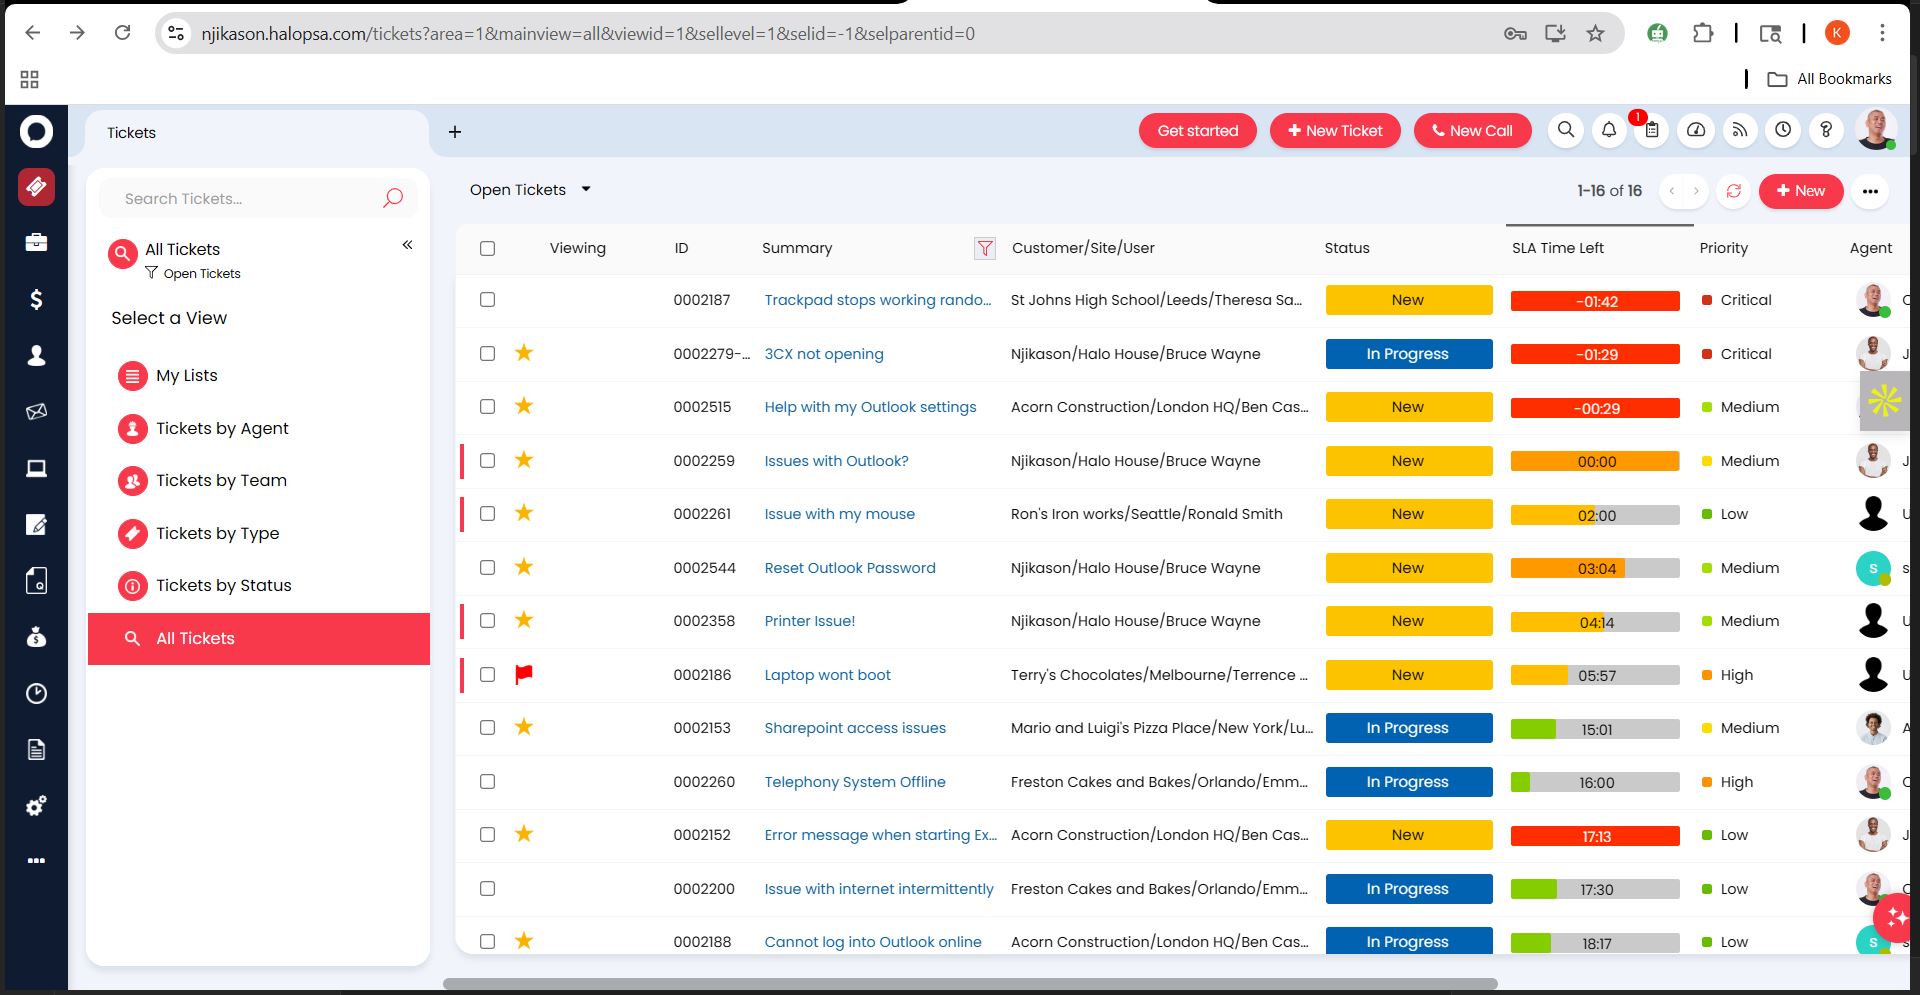 njikason.halopsa.com/tickets?area=1&mainview=all&viewid=1&sellevel=1&selid=-1&selparentid=0
K
All Bookmarks
Tickets
+
Get started
New Ticket
New Call
1
?
Search Tickets...
All Tickets
Open Tickets
Select a View
My Lists
Tickets by Agent
Tickets by Team
Tickets by Type
Tickets by Status
All Tickets
Open Tickets
1-16 of 16
New
Viewing ID Summary Customer/Site/User Status SLA Time Left Priority Agent
0002187 Trackpad stops working rando... St Johns High School/Leeds/Theresa Sa... New -01:42 Critical
0002279-... 3CX not opening Njikason/Halo House/Bruce Wayne In Progress -01:29 Critical J
0002515 Help with my Outlook settings Acorn Construction/London HQ/Ben Cas... New -00:29 Medium
0002259 Issues with Outlook? Njikason/Halo House/Bruce Wayne New 00:00 Medium J
0002261 Issue with my mouse Ron's Iron works/Seattle/Ronald Smith New 02:00 Low U
0002544 Reset Outlook Password Njikason/Halo House/Bruce Wayne New 03:04 Medium S s
0002358 Printer Issue! Njikason/Halo House/Bruce Wayne New 04:14 Medium U
0002186 Laptop wont boot Terry's Chocolates/Melbourne/Terrence ... New 05:57 High U
0002153 Sharepoint access issues Mario and Luigi's Pizza Place/New York/Lu... In Progress 15:01 Medium A
0002260 Telephony System Offline Freston Cakes and Bakes/Orlando/Emm... In Progress 16:00 High
0002152 Error message when starting Ex... Acorn Construction/London HQ/Ben Cas... New 17:13 Low J
0002200 Issue with internet intermittently Freston Cakes and Bakes/Orlando/Emm... In Progress 17:30 Low
0002188 Cannot log into Outlook online Acorn Construction/London HQ/Ben Cas... In Progress 18:17 Low S